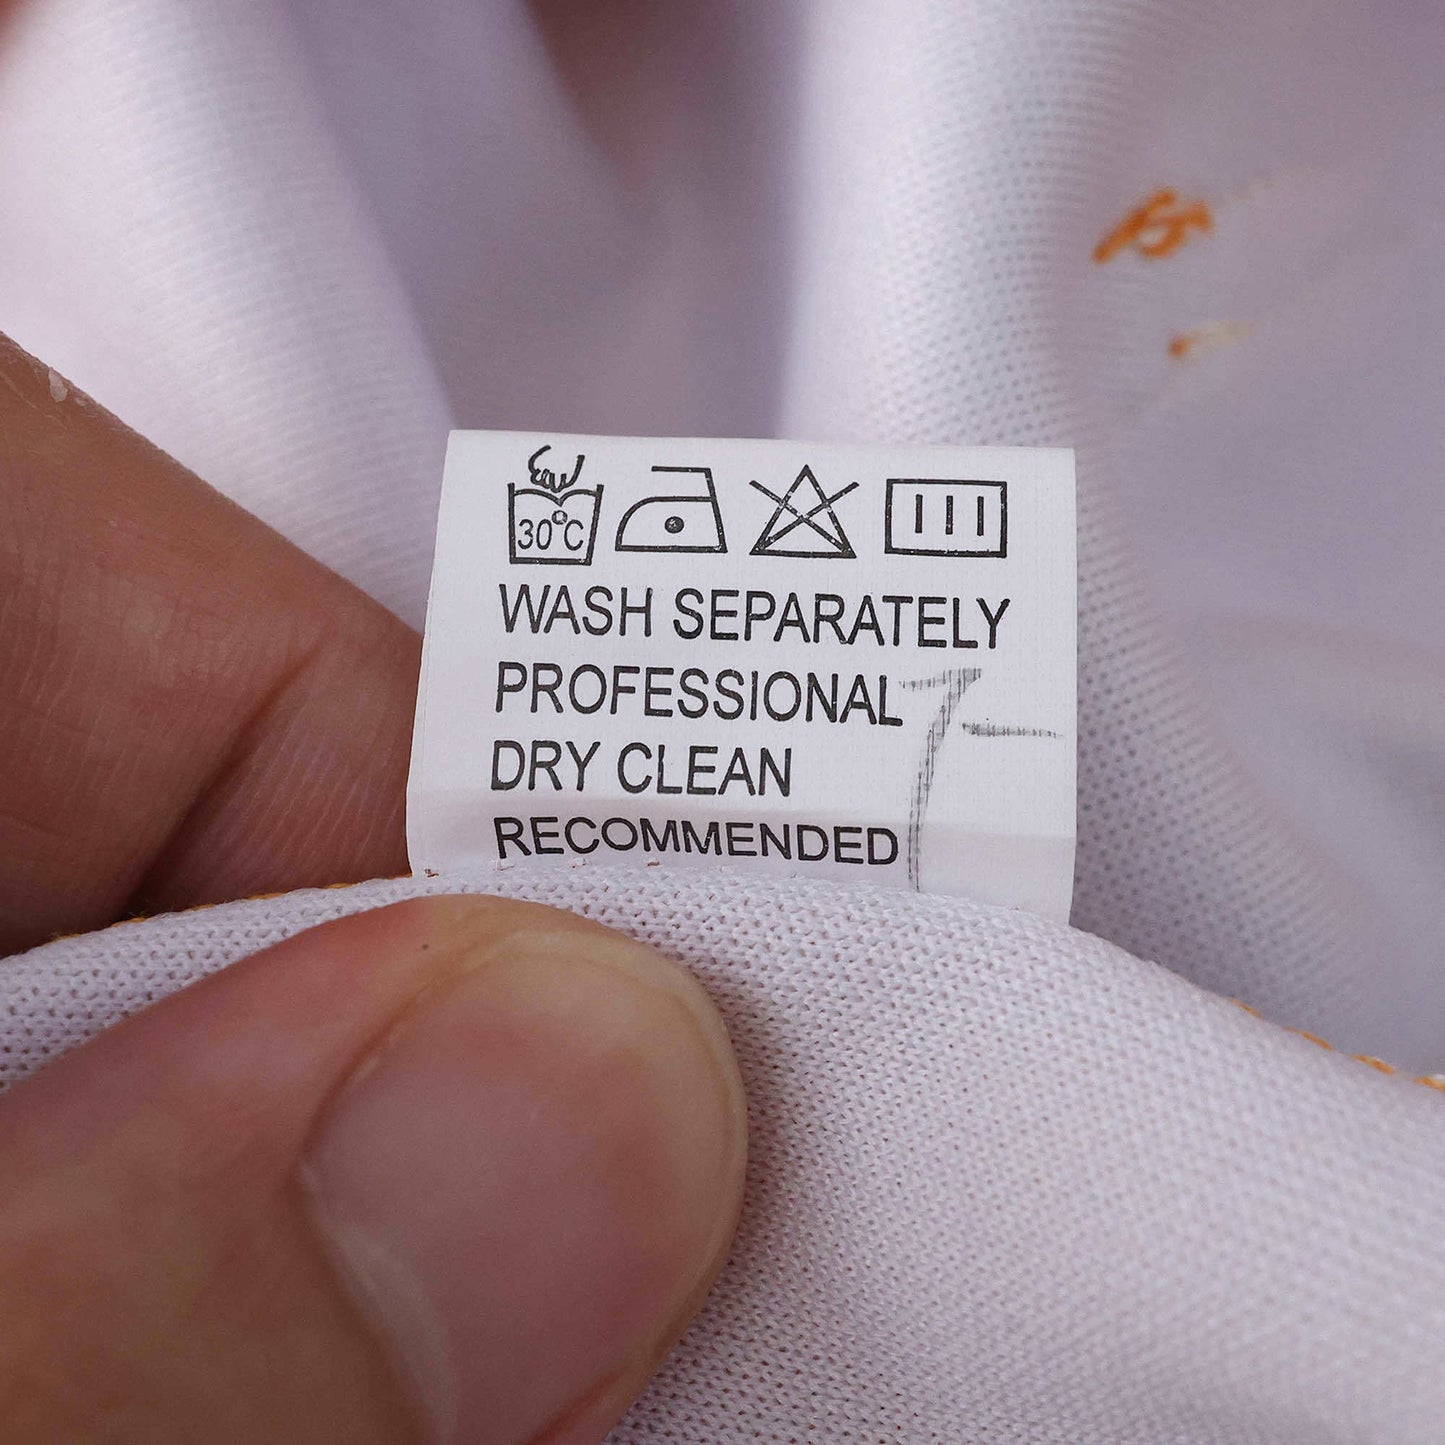 30°C
WASH SEPARATELY
PROFESSIONAL
DRY CLEAN
RECOMMENDED